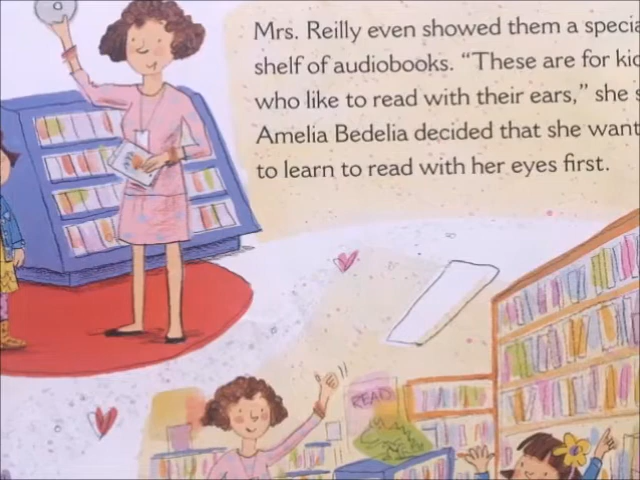 Mrs. Reilly even showed them a
shelf of audiobooks. “These are for
who like to read with their ears,” she
Amelia Bedelia decided that she
to learn to read with her eyes first.
READ